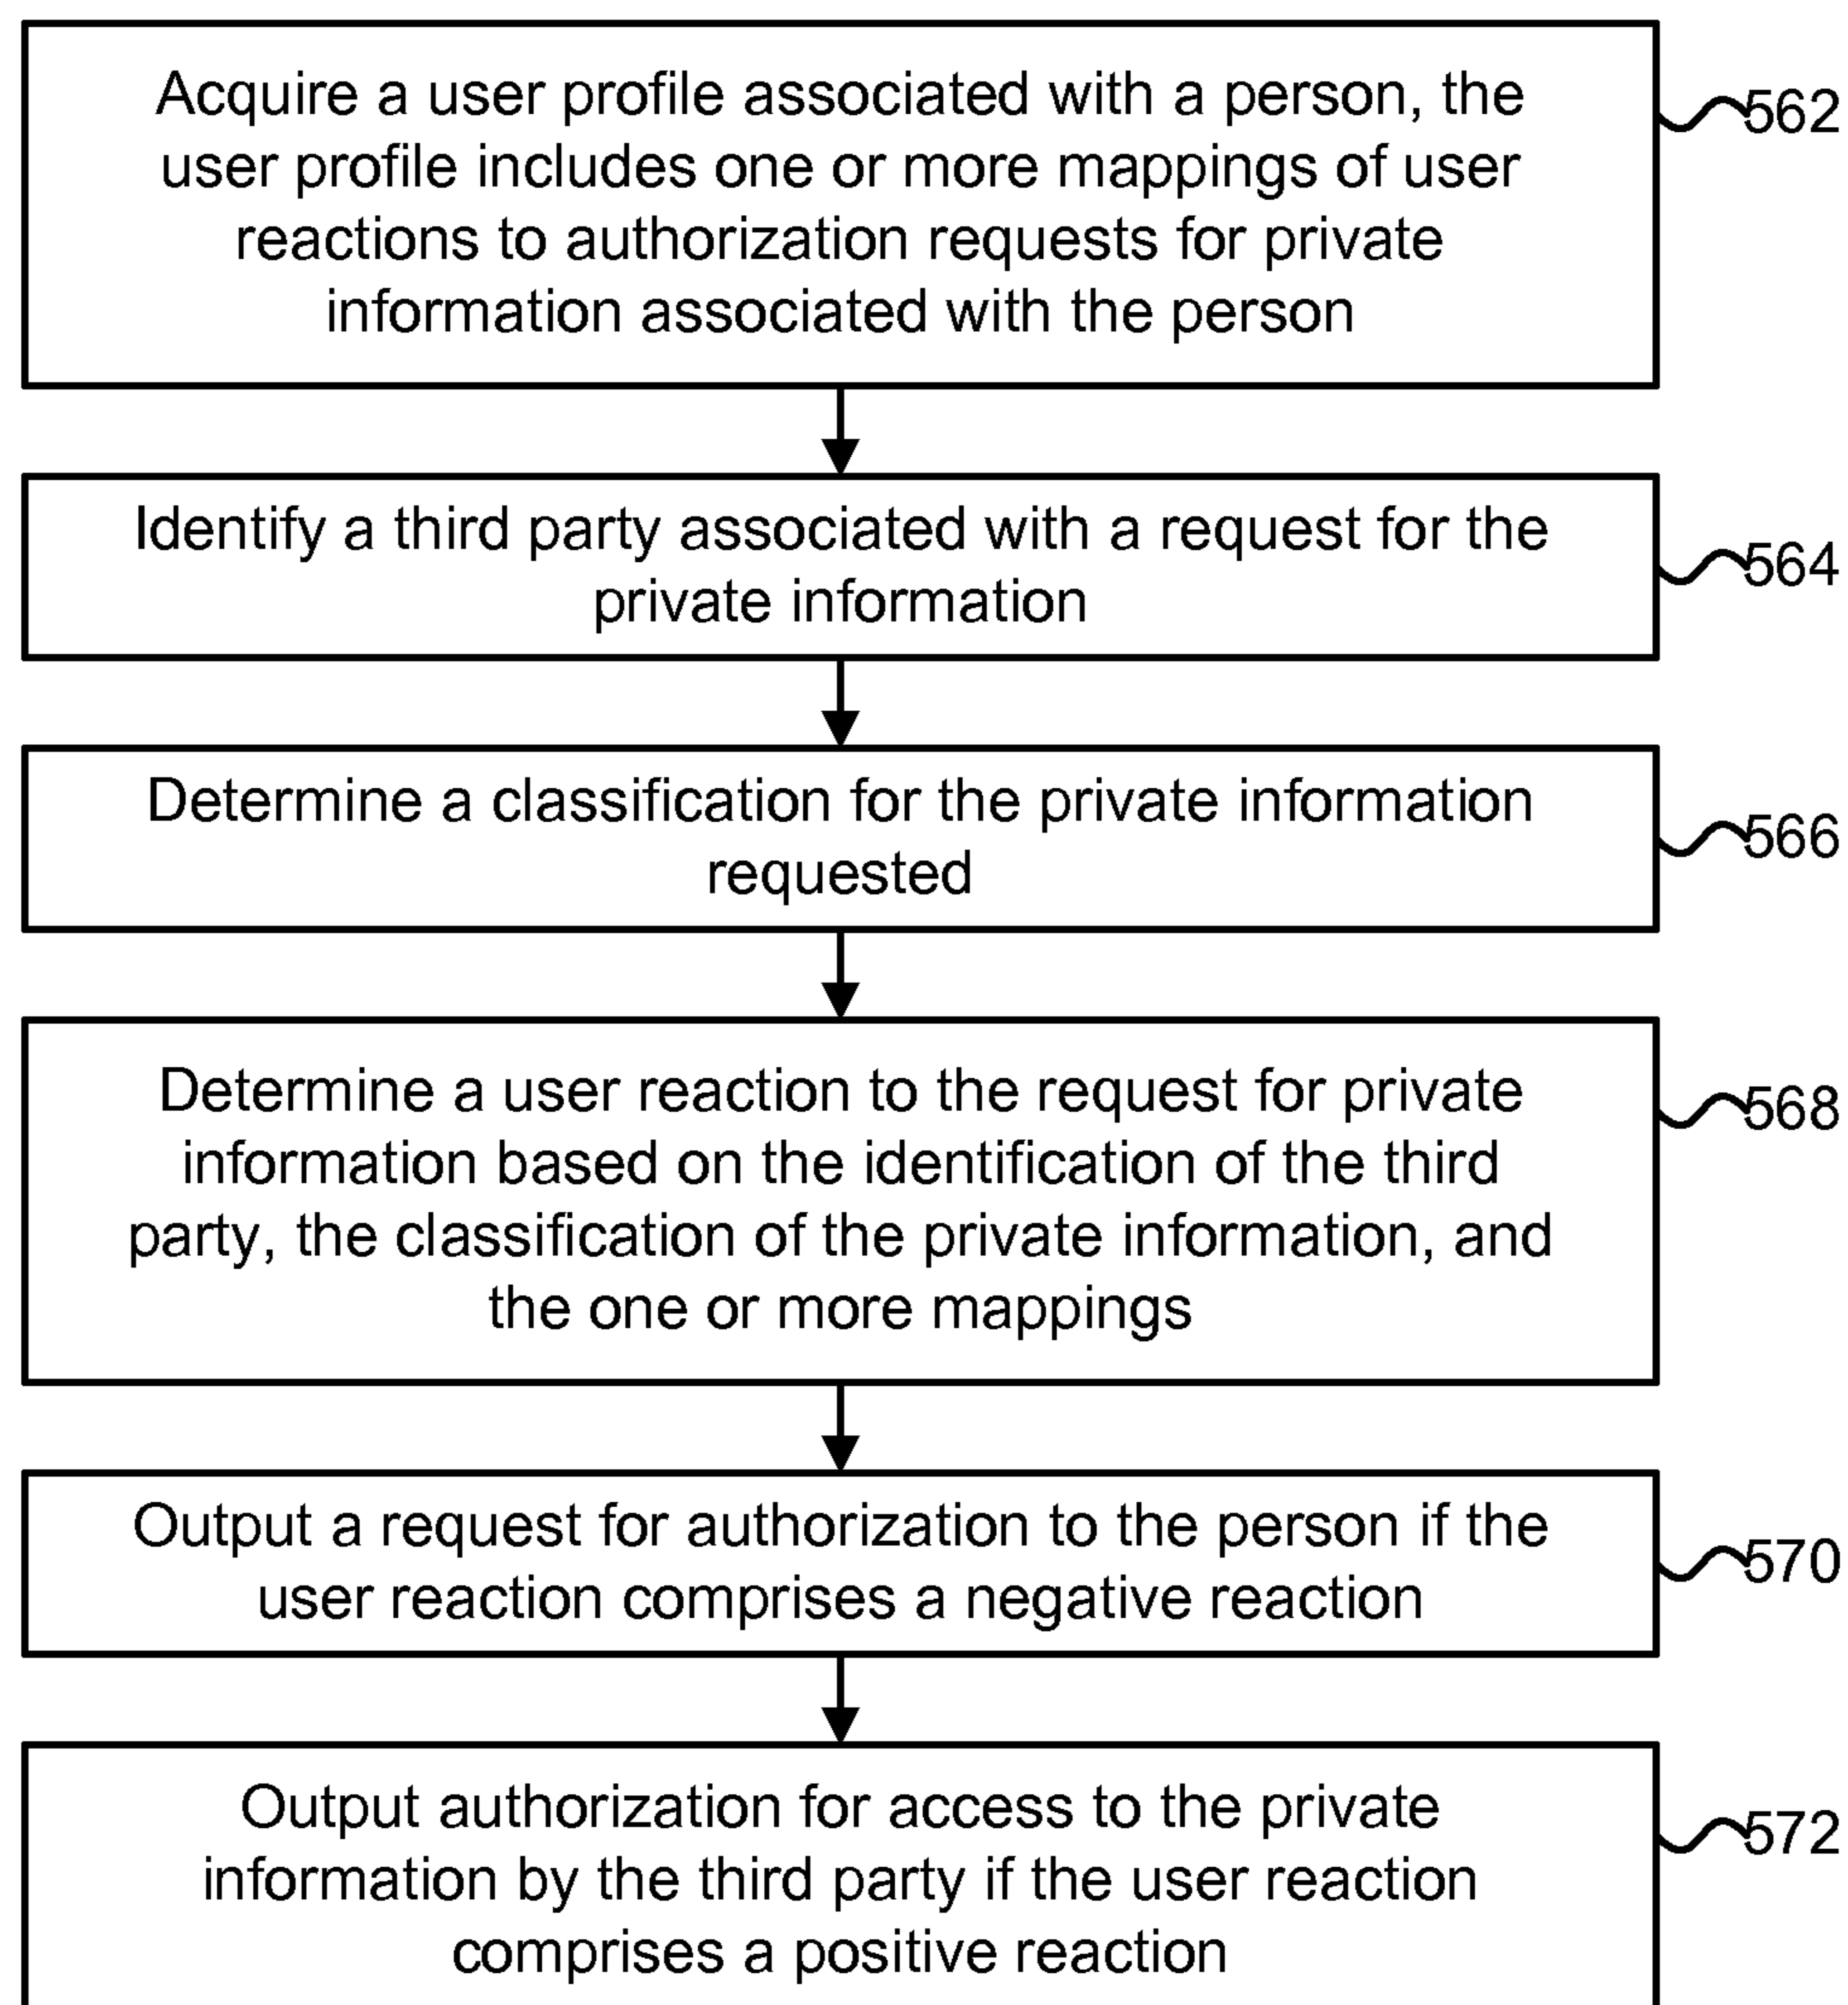 Acquire a user profile associated with a person, the
user profile includes one or more mappings of user
reactions to authorization requests for private
information associated with the person
562
Identify a third party associated with a request for the
private information
564
Determine a classification for the private information
requested
566
Determine a user reaction to the request for private
information based on the identification of the third
party, the classification of the private information, and
the one or more mappings
568
Output a request for authorization to the person if the
user reaction comprises a negative reaction
570
Output authorization for access to the private
information by the third party if the user reaction
comprises a positive reaction
572